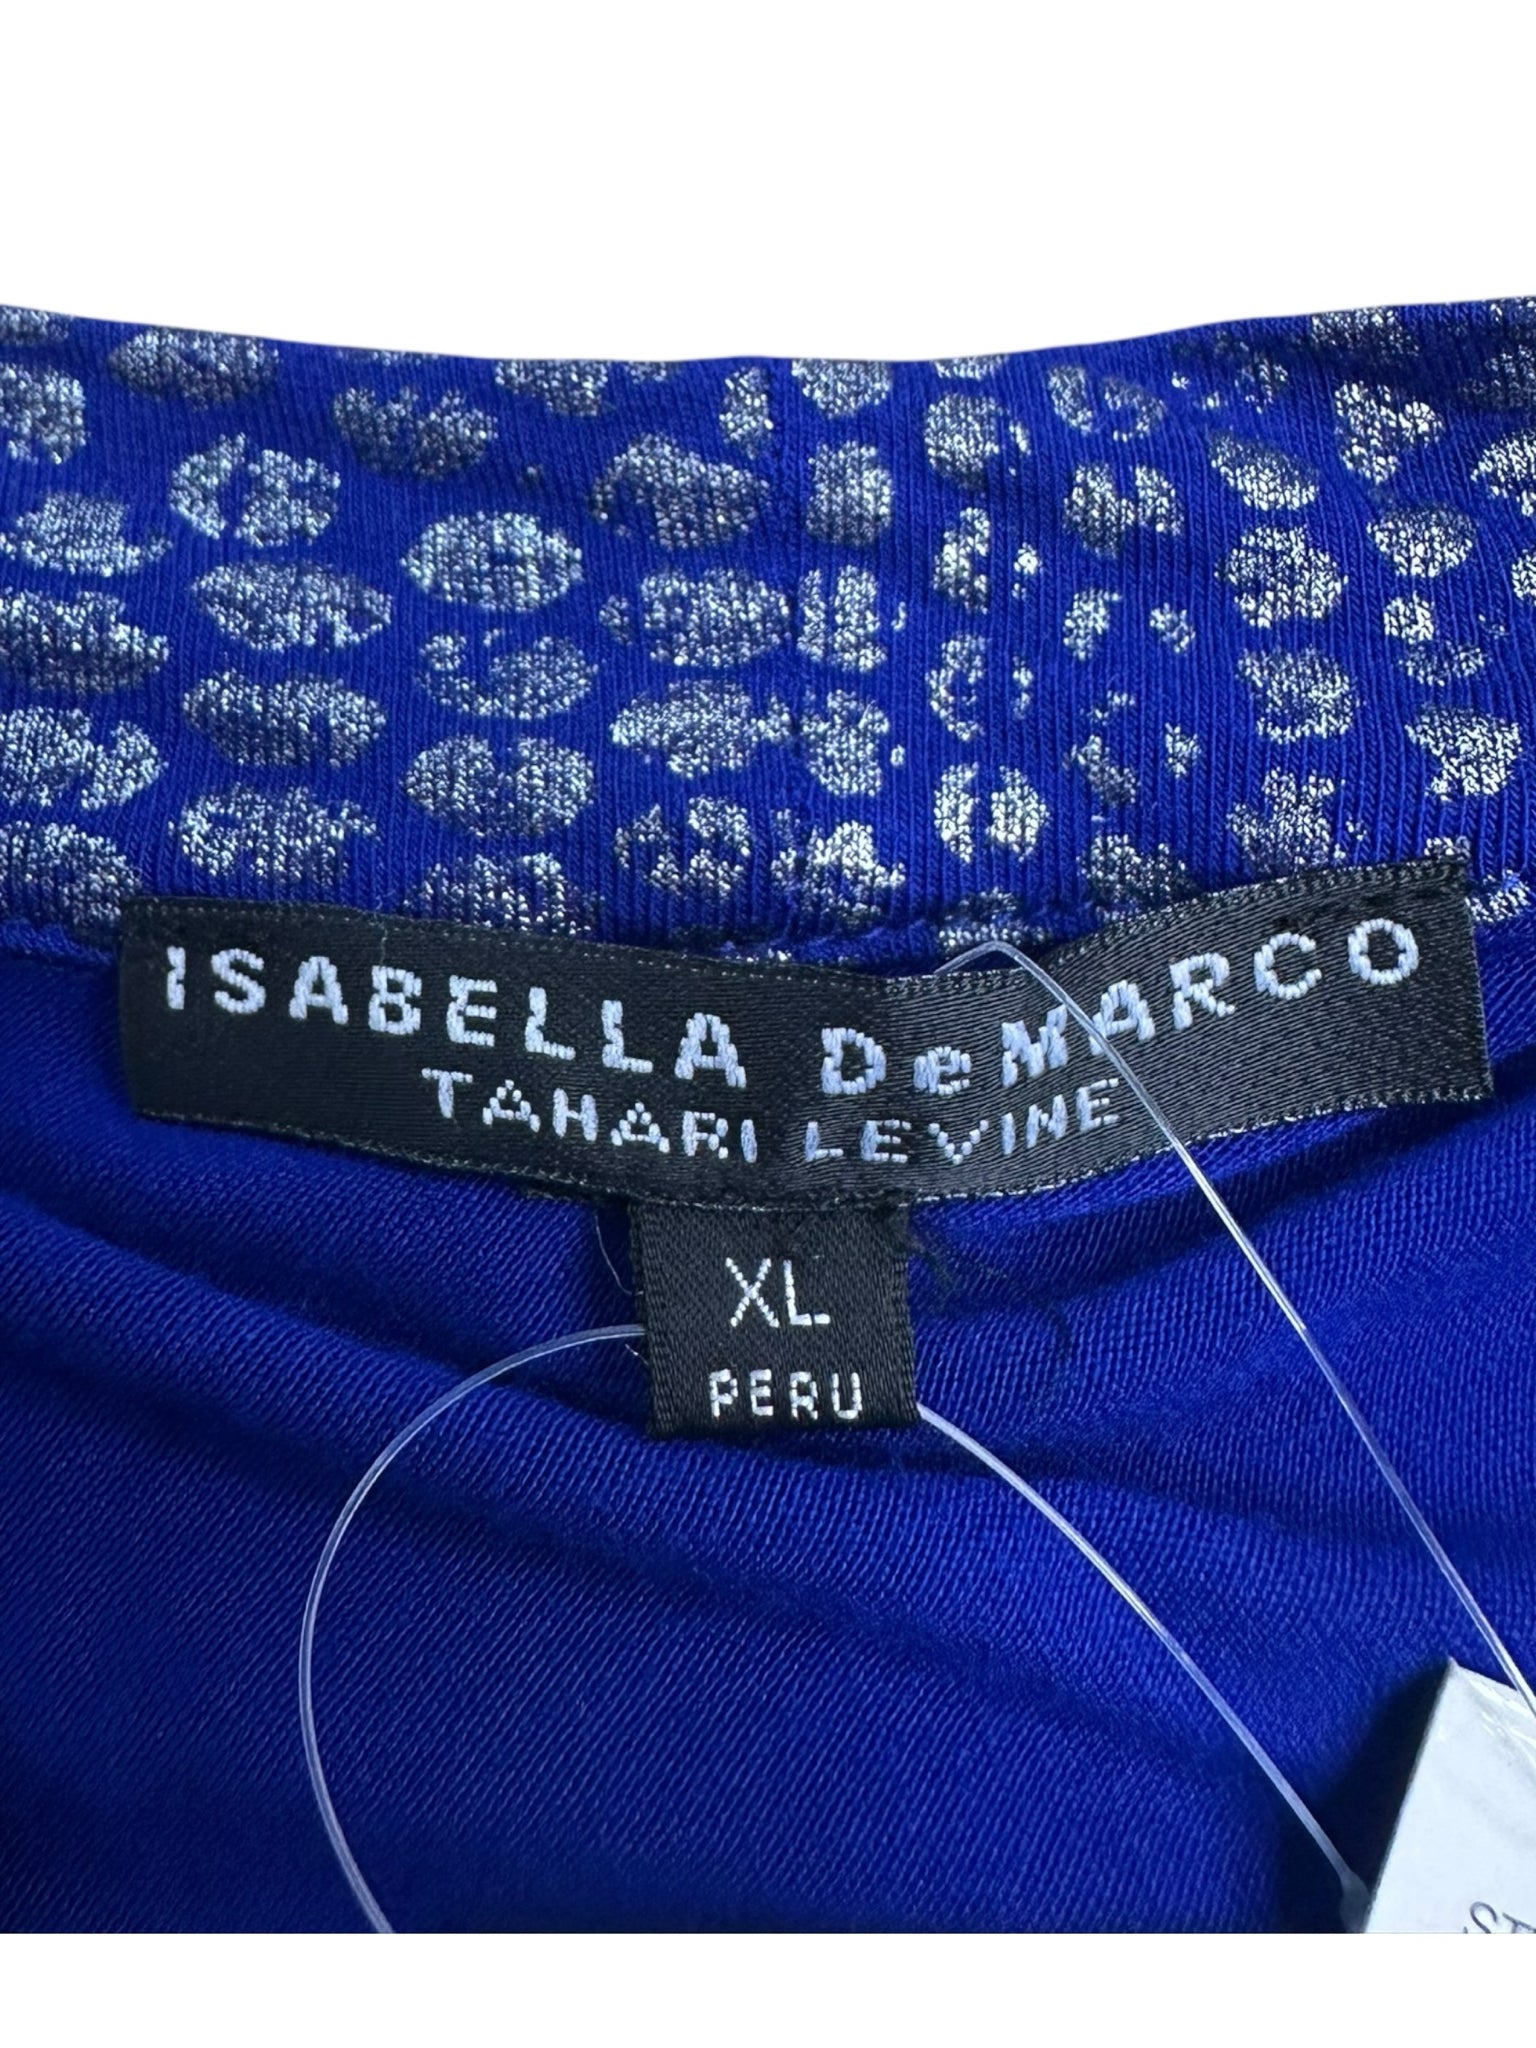 ISABELLA DeMARCO
TAHARI LEVINE
XL
PERU